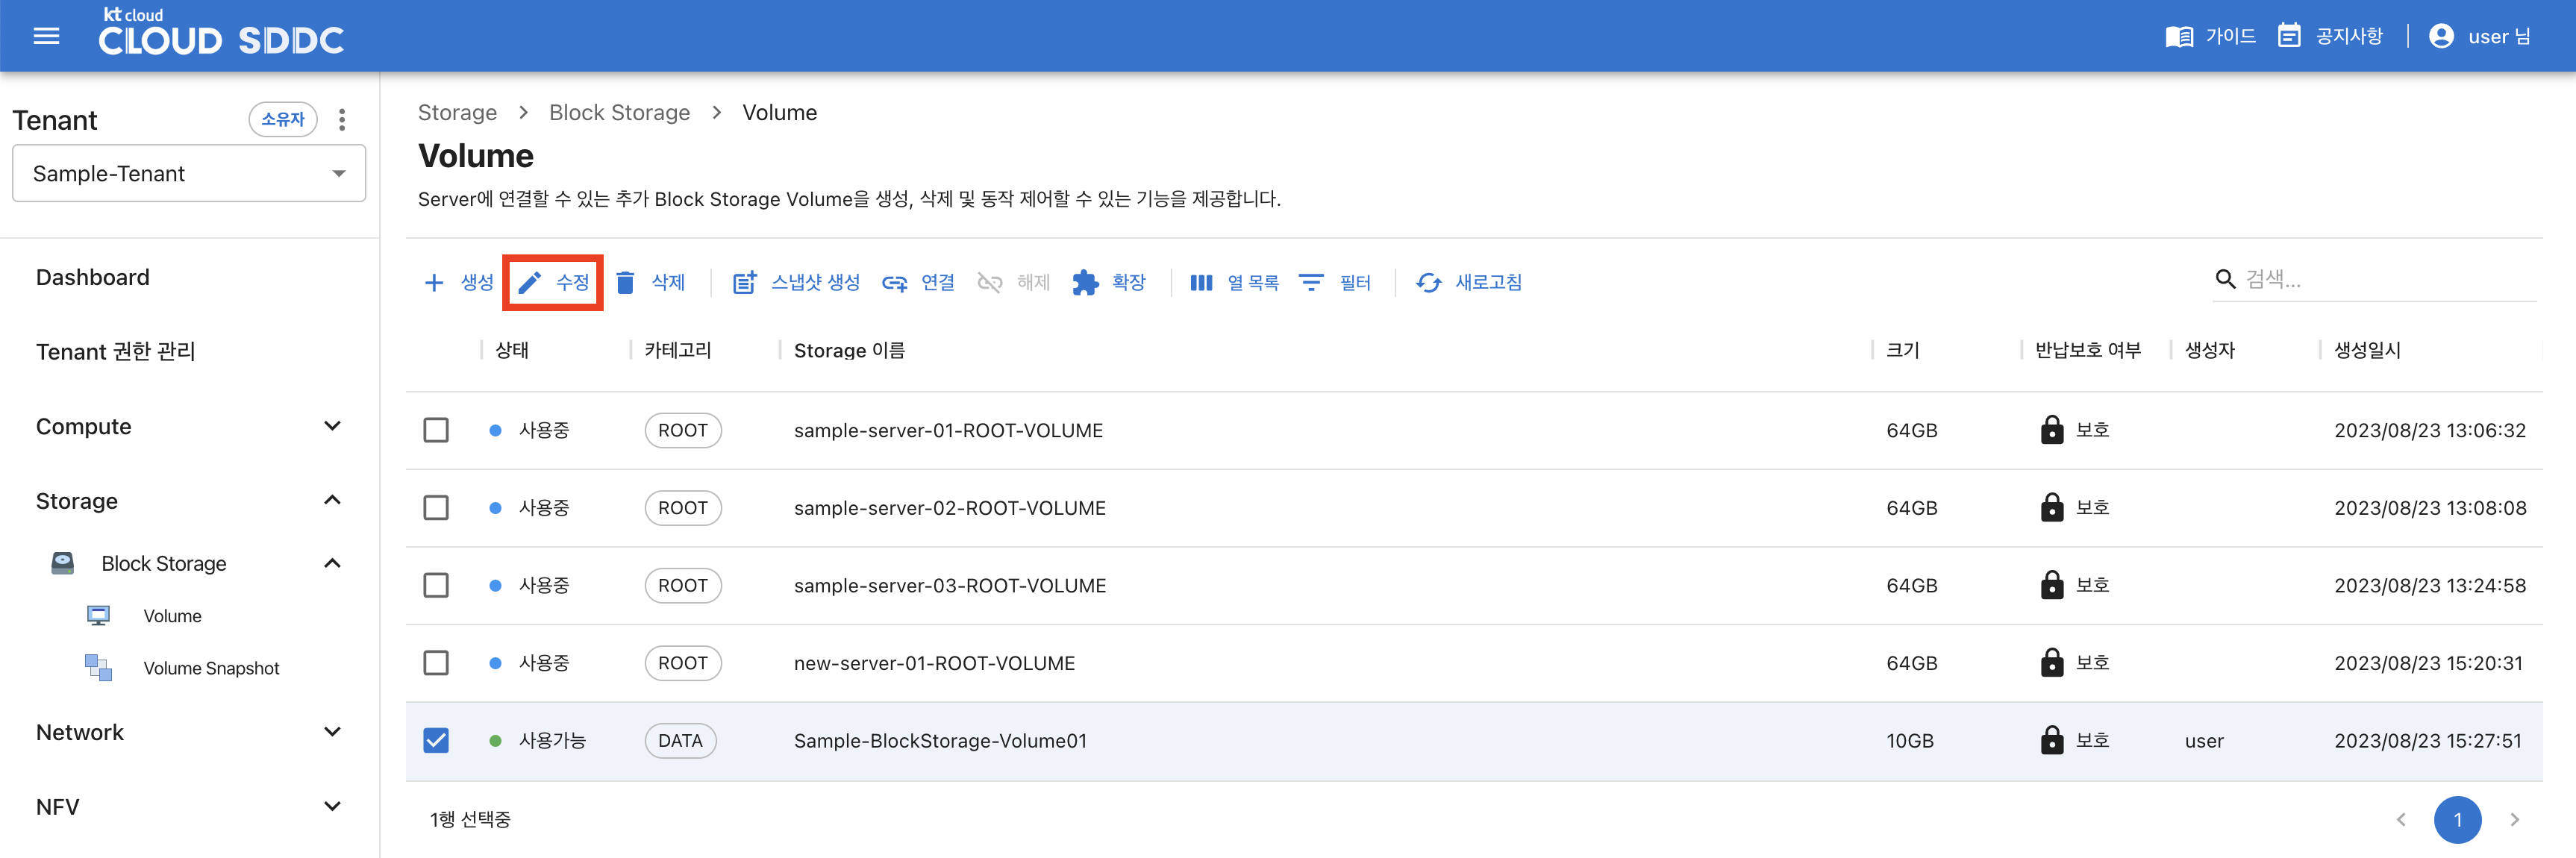 kt cloud
CLOUD SDDC
가이드 공지사항 user 님
Tenant 소유자
Sample-Tenant
Dashboard
Tenant 권한 관리
Compute
Storage
Block Storage
Volume
Volume Snapshot
Network
NFV
Storage > Block Storage > Volume
Volume
Server에 연결할 수 있는 추가 Block Storage Volume을 생성, 삭제 및 동작 제어할 수 있는 기능을 제공합니다.
생성 수정 삭제 스냅샷 생성 연결 해제 확장 열 목록 필터 새로고침 검색...
상태 카테고리 Storage 이름 크기 반납보호 여부 생성자 생성일시
사용중 ROOT sample-server-01-ROOT-VOLUME 64GB 보호 2023/08/23 13:06:32
사용중 ROOT sample-server-02-ROOT-VOLUME 64GB 보호 2023/08/23 13:08:08
사용중 ROOT sample-server-03-ROOT-VOLUME 64GB 보호 2023/08/23 13:24:58
사용중 ROOT new-server-01-ROOT-VOLUME 64GB 보호 2023/08/23 15:20:31
사용가능 DATA Sample-BlockStorage-Volume01 10GB 보호 user 2023/08/23 15:27:51
1행 선택중 1